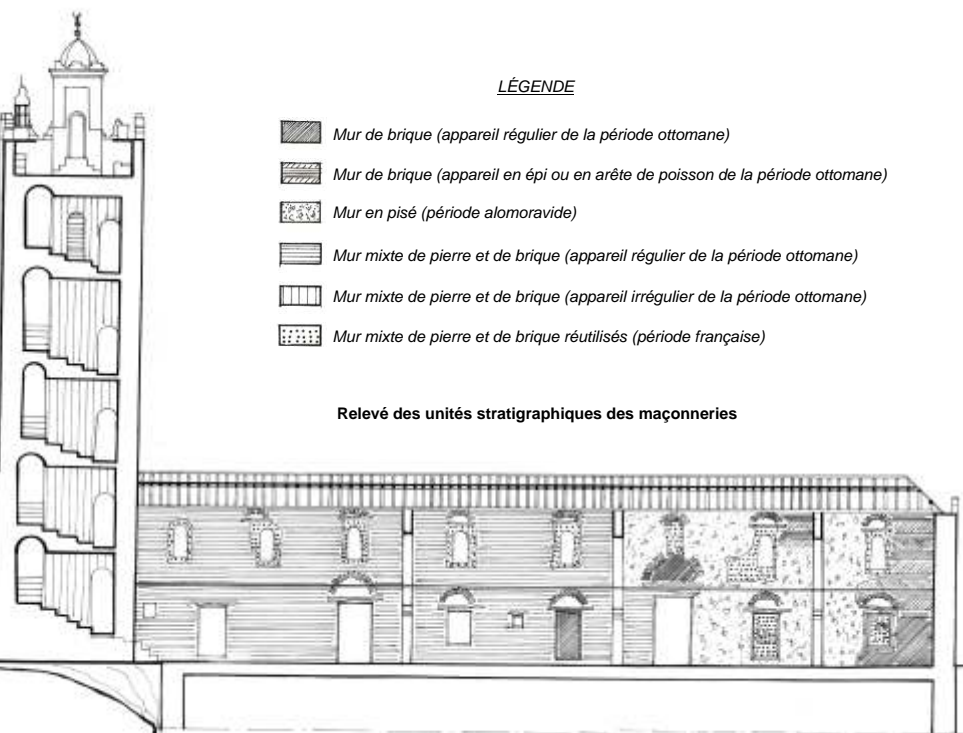 LÉGENDE
Mur de brique (appareil régulier de la période ottomane)
Mur de brique (appareil en épi ou en arête de poisson de la période ottomane)
Mur en pisé (période alomoravide)
Mur mixte de pierre et de brique (appareil régulier de la période ottomane)
Mur mixte de pierre et de brique (appareil irrégulier de la période ottomane)
Mur mixte de pierre et de brique réutilisés (période française)
Relevé des unités stratigraphiques des maçonneries